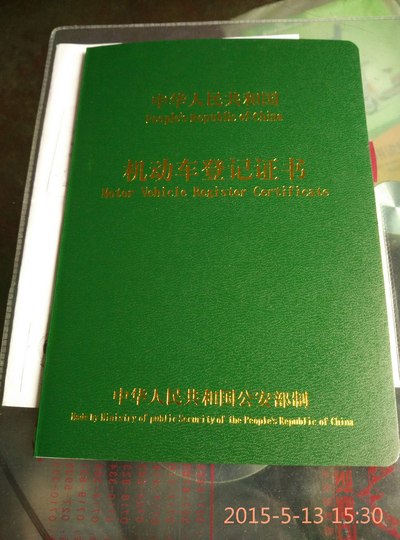 中华人民共和国
People's Republic of China
机动车登记证书
Motor Vehicle Register Certificate
中华人民共和国公安部制
Made by Ministry of public Security of the People's Republic of China
2015-5-13 15:30